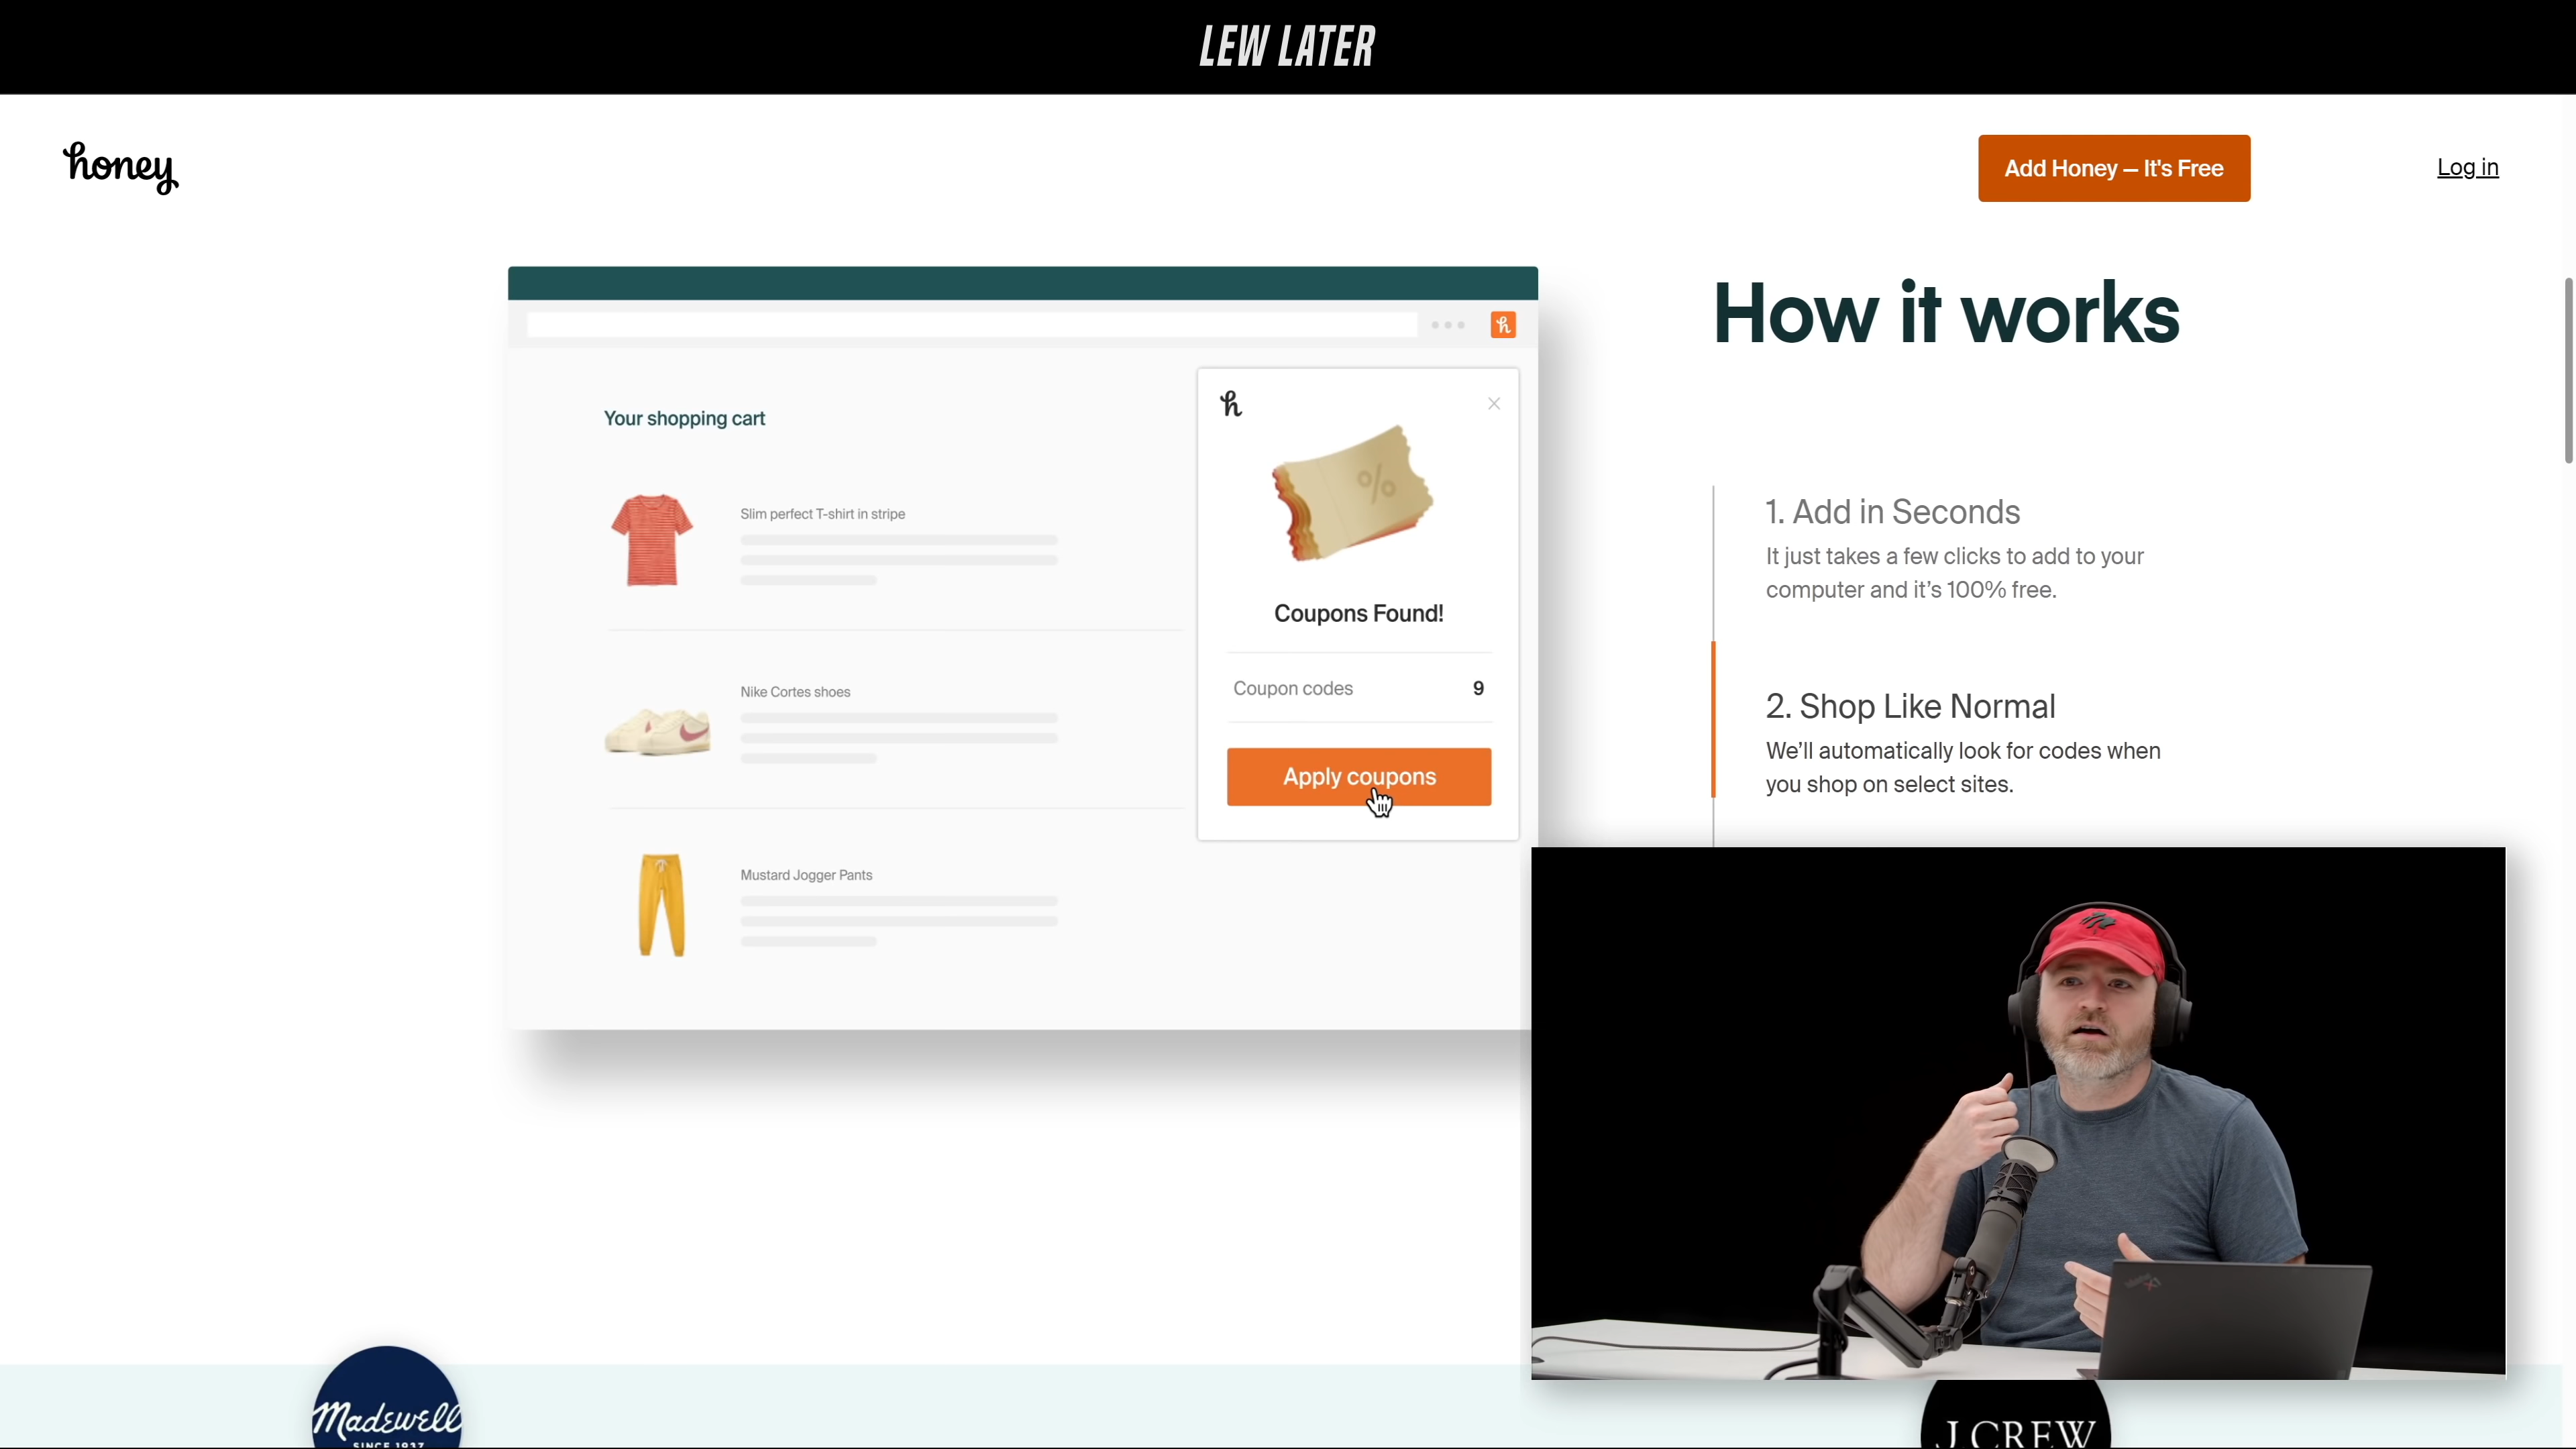 LEW LATER
honey
Add Honey – It's Free
Log in
Your shopping cart
Slim perfect T-shirt in stripe
Nike Cortes shoes
Mustard Jogger Pants
h
h
%
Coupons Found!
Coupon codes 9
Apply coupons
How it works
1. Add in Seconds
It just takes a few clicks to add to your
computer and it's 100% free.
2. Shop Like Normal
We'll automatically look for codes when
you shop on select sites.
Madewell
SINCE 1937
J.CREW